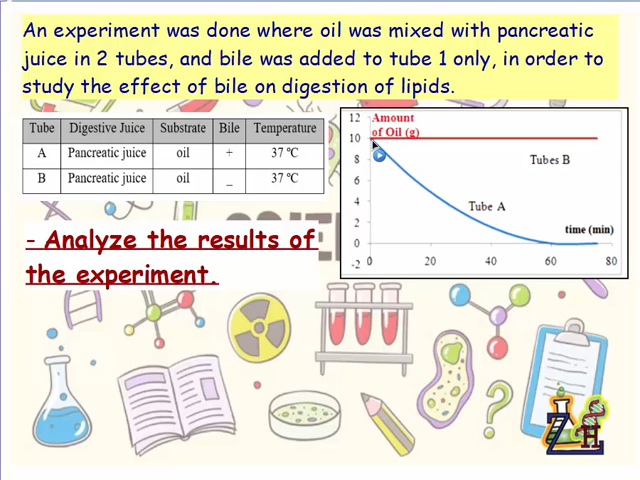 An experiment was done where oil was mixed with pancreatic
juice in 2 tubes, and bile was added to tube 1 only, in order to
study the effect of bile on digestion of lipids.
Tube Digestive Juice Substrate Bile Temperature
A Pancreatic juice oil + 37 °C
B Pancreatic juice oil _ 37 °C
- Analyze the results of
the experiment.
12 Amount
of Oil (g)
10
8
6
4
2
0
-2
Tubes B
Tube A
time (min)
0 20 40 60 80
Z H